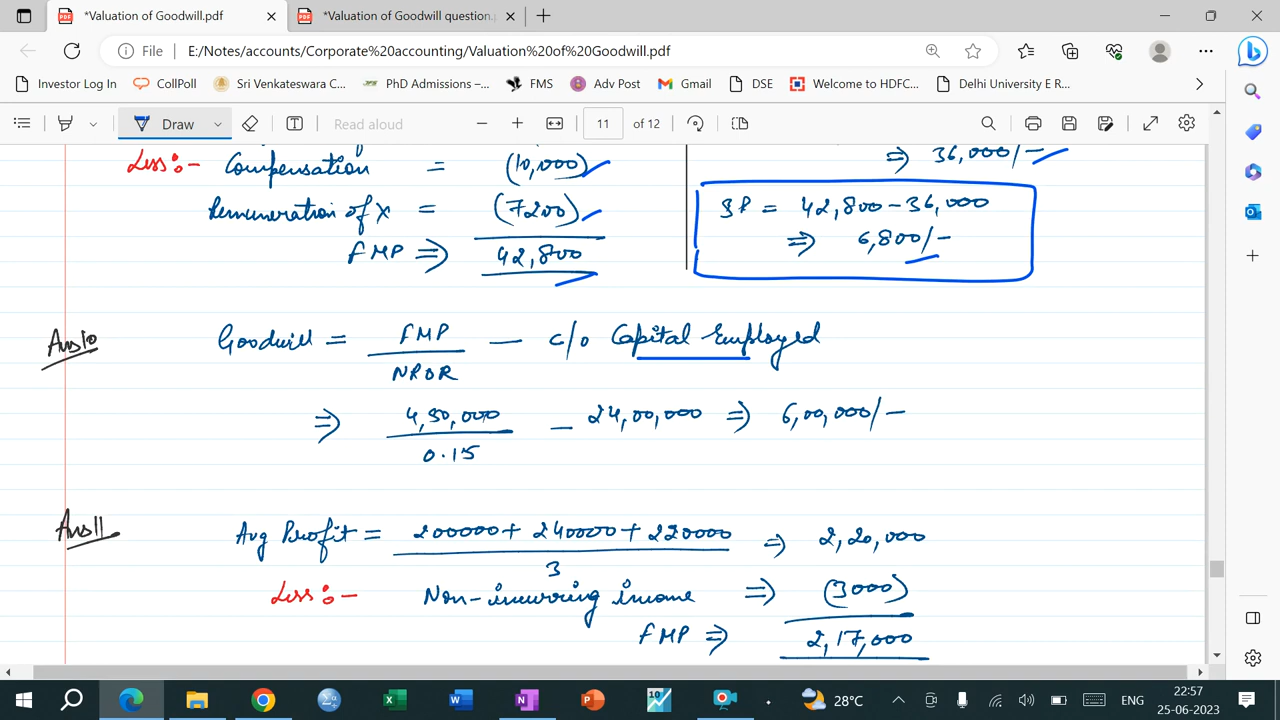 *Valuation of Goodwill.pdf
*Valuation of Goodwill question.
File E:/Notes/accounts/Corporate%20accounting/Valuation%20of%20Goodwill.pdf
Investor Log In CollPoll Sri Venkateswara C... PhD Admissions –... FMS Adv Post Gmail DSE Welcome to HDFC... Delhi University E R...
Draw Read aloud 11 of 12
Less:- Compensation = (10,000)
Remuneration of X = (7200)
FMP ⇒ 42,800
⇒ 36,000/-
SP = 42,800-36,000
⇒ 6,800/-
Ans10 Goodwill = FMP/NROR - c/o Capital Employed
⇒ 4,50,000/0.15 - 24,00,000 ⇒ 6,00,000/-
Ans11 Avg Profit = 200000+ 240000+220000/3 ⇒ 2,20,000
Less:- Non-incurring income ⇒ (3000)
FMP ⇒ 2,17,000
28°C ENG 22:57
25-06-2023